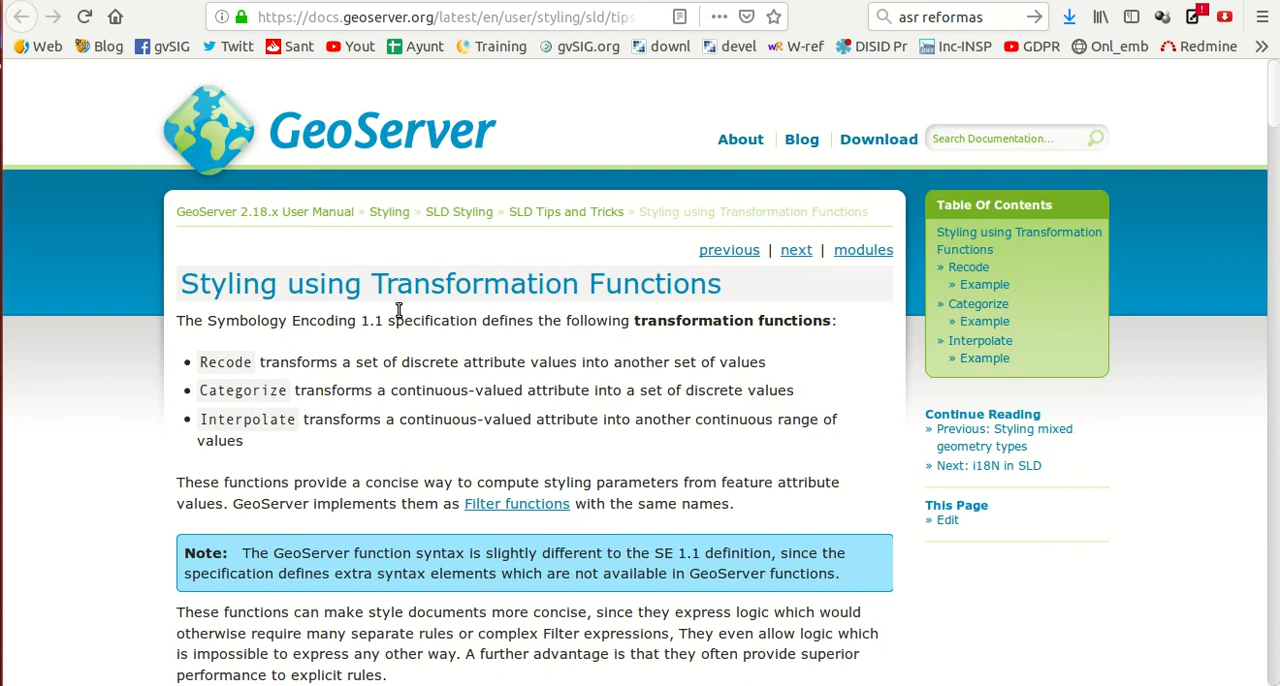 https://docs.geoserver.org/latest/en/user/styling/sld/tips
asr reformas
Web Blog gvSIG Twitt Sant Yout Ayunt Training gvSIG.org downl devel W-ref DISID Pr Inc-INSP GDPR Onl_emb Redmine
GeoServer
About Blog Download Search Documentation...
GeoServer 2.18.x User Manual » Styling » SLD Styling » SLD Tips and Tricks » Styling using Transformation Functions
previous | next | modules
Styling using Transformation Functions
The Symbology Encoding 1.1 specification defines the following transformation functions:
• Recode transforms a set of discrete attribute values into another set of values
• Categorize transforms a continuous-valued attribute into a set of discrete values
• Interpolate transforms a continuous-valued attribute into another continuous range of
values
These functions provide a concise way to compute styling parameters from feature attribute
values. GeoServer implements them as Filter functions with the same names.
Note: The GeoServer function syntax is slightly different to the SE 1.1 definition, since the
specification defines extra syntax elements which are not available in GeoServer functions.
These functions can make style documents more concise, since they express logic which would
otherwise require many separate rules or complex Filter expressions, They even allow logic which
is impossible to express any other way. A further advantage is that they often provide superior
performance to explicit rules.
Table Of Contents
Styling using Transformation
Functions
» Recode
» Example
» Categorize
» Example
» Interpolate
» Example
Continue Reading
» Previous: Styling mixed
geometry types
» Next: i18N in SLD
This Page
» Edit